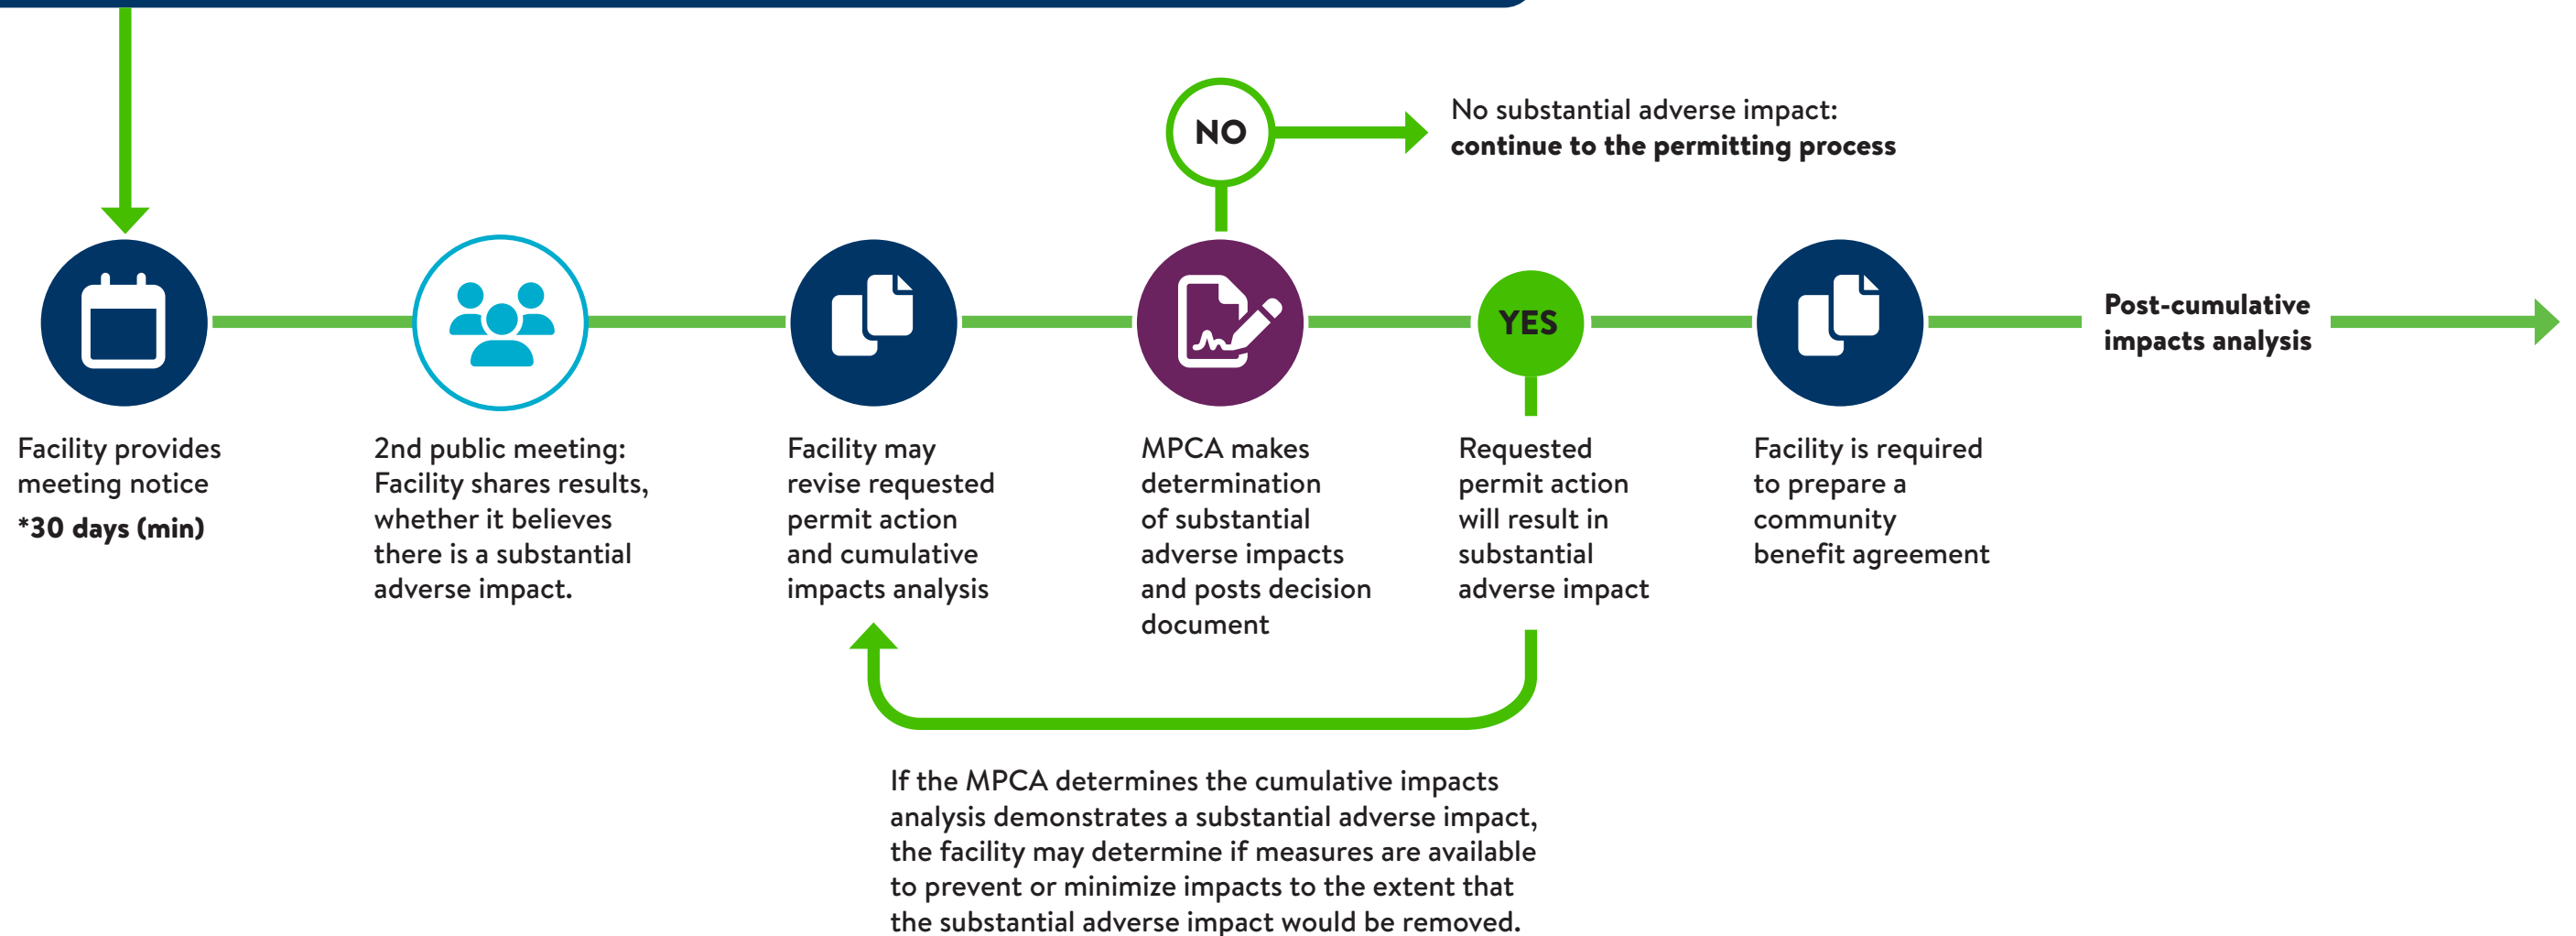 NO
No substantial adverse impact:
continue to the permitting process
Facility provides
meeting notice
*30 days (min)
2nd public meeting:
Facility shares results,
whether it believes
there is a substantial
adverse impact.
Facility may
revise requested
permit action
and cumulative
impacts analysis
MPCA makes
determination
of substantial
adverse impacts
and posts decision
document
YES
Requested
permit action
will result in
substantial
adverse impact
Facility is required
to prepare a
community
benefit agreement
Post-cumulative
impacts analysis
If the MPCA determines the cumulative impacts
analysis demonstrates a substantial adverse impact,
the facility may determine if measures are available
to prevent or minimize impacts to the extent that
the substantial adverse impact would be removed.